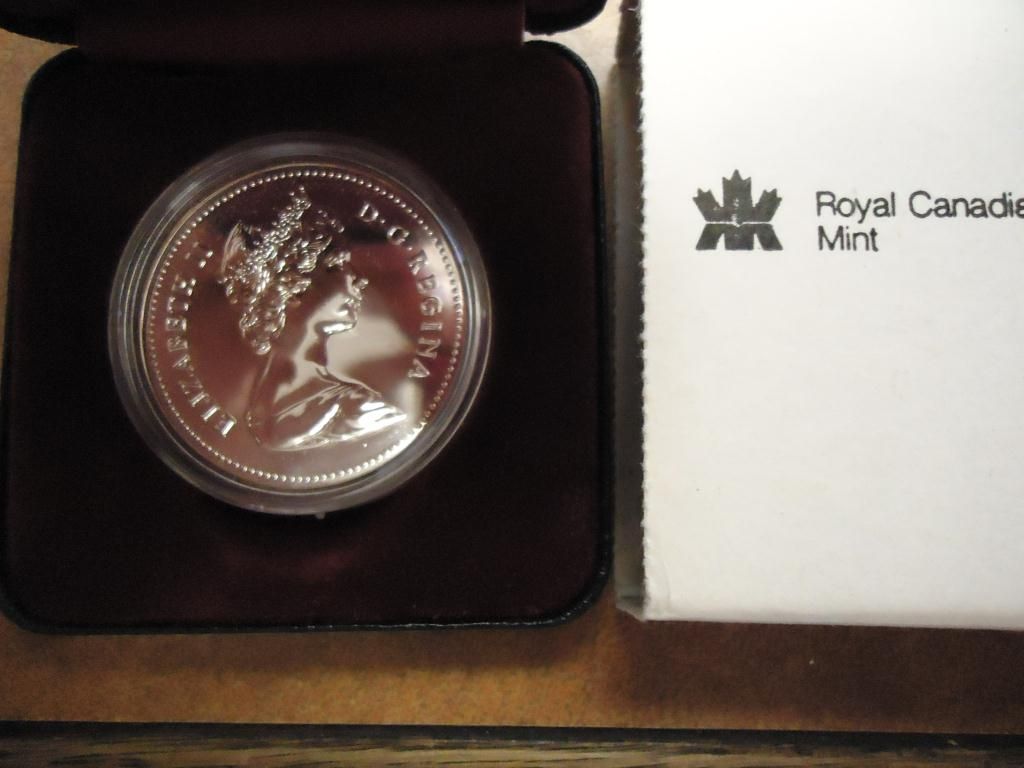 ELIZABETH II
D·G·REGINA
Royal Canadia
Mint